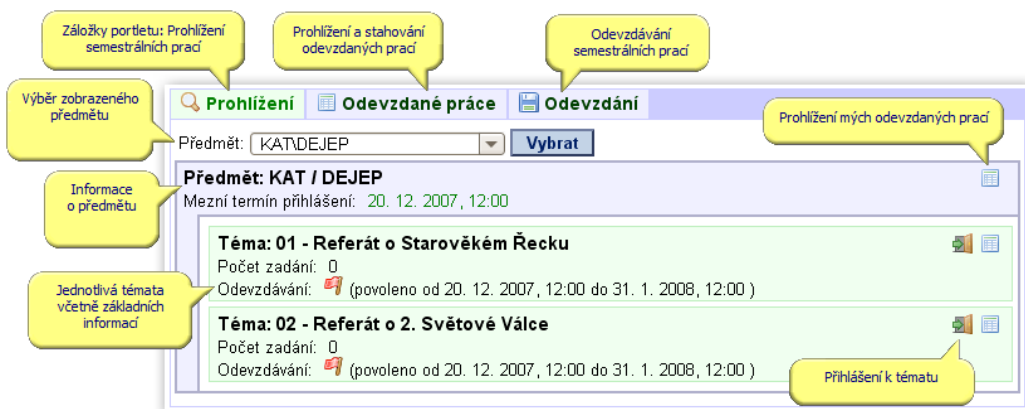 Záložky portletu: Prohlížení
semestrálních prací
Prohlížení a stahování
odevzdaných prací
Odevzdávání
semestrálních prací
Výběr zobrazeného
předmětu
Prohlížení
Odevzdané práce
Odevzdání
Prohlížení mých odevzdaných prací
Předmět: KAT\DEJEP Vybrat
Informace
o předmětu
Předmět: KAT / DEJEP
Mezní termín přihlášení: 20. 12. 2007, 12:00
Téma: 01 - Referát o Starověkém Řecku
Počet zadání: 0
Odevzdávání: (povoleno od 20. 12. 2007, 12:00 do 31. 1. 2008, 12:00 )
Jednotlivá témata
včetně základních
informací
Téma: 02 - Referát o 2. Světové Válce
Počet zadání: 0
Odevzdávání: (povoleno od 20. 12. 2007, 12:00 do 31. 1. 2008, 12:00 )
Přihlášení k tématu